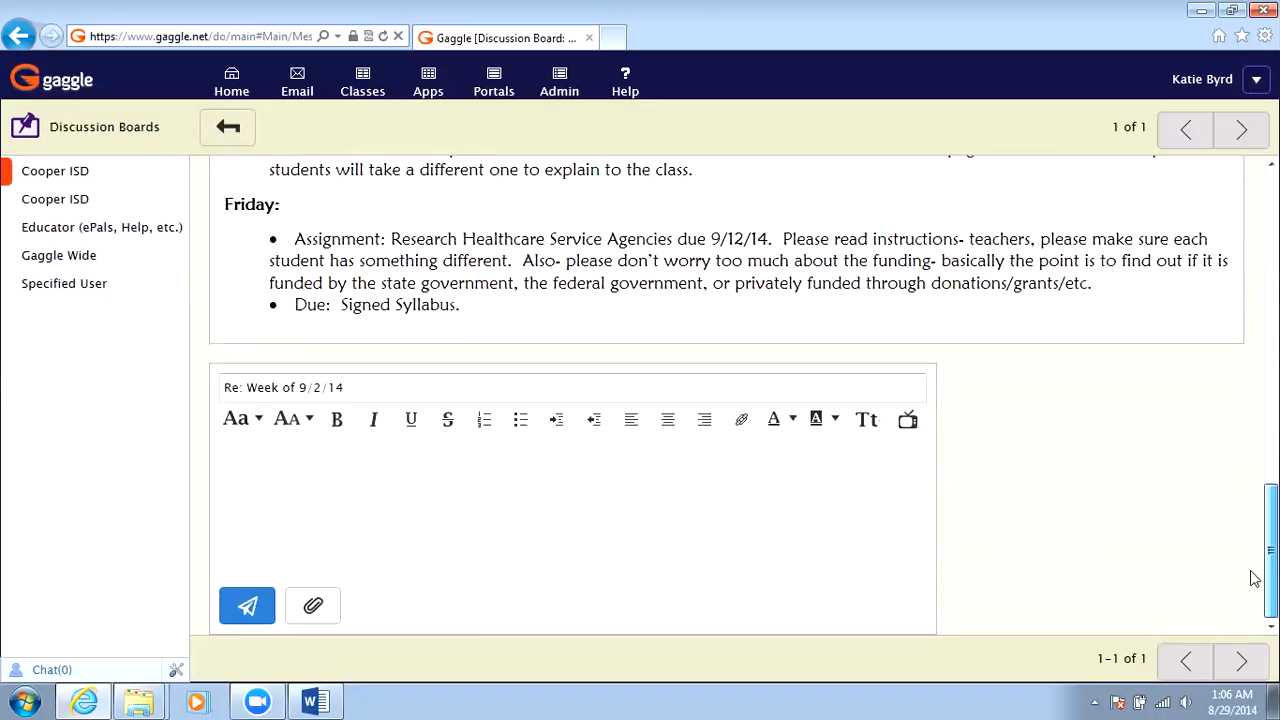 https://www.gaggle.net/do/main#Main/Mes
Gaggle [Discussion Board: ...
gaggle
Home
Email
Classes
Apps
Portals
Admin
Help
Katie Byrd
Discussion Boards
1 of 1
Cooper ISD
Cooper ISD
Educator (ePals, Help, etc.)
Gaggle Wide
Specified User
students will take a different one to explain to the class.
Friday:
• Assignment: Research Healthcare Service Agencies due 9/12/14. Please read instructions- teachers, please make sure each
student has something different. Also- please don't worry too much about the funding- basically the point is to find out if it is
funded by the state government, the federal government, or privately funded through donations/grants/etc.
• Due: Signed Syllabus.
Re: Week of 9/2/14
Aa AA B I U S A A Tt
Chat(0)
1-1 of 1
1:06 AM
8/29/2014